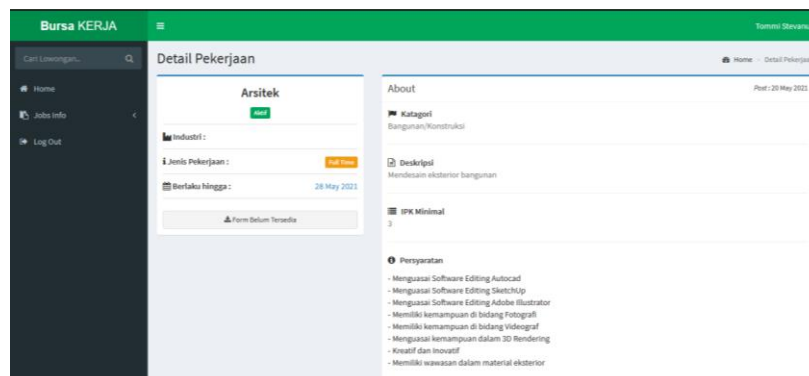 Bursa KERJA
Tommi Stevanu
Cari Lowongan..
Home
Jobs Info
Log Out
Detail Pekerjaan
Home
Detail Pekerjaa
Arsitek
Aktif
Industri :
Jenis Pekerjaan :
Full Time
Berlaku hingga :
28 May 2021
Form Belum Tersedia
About
Post : 20 May 2021
Katagori
Bangunan/Konstruksi
Deskripsi
Mendesain eksterior bangunan
IPK Minimal
3
Persyaratan
- Menguasai Software Editing Autocad
- Menguasai Software Editing SketchUp
- Menguasai Software Editing Adobe Illustrator
- Memiliki kemampuan di bidang Fotografi
- Memiliki kemampuan di bidang Videograf
- Menguasai kemampuan dalam 3D Rendering
- Kreatif dan Inovatif
- Memiliki wawasan dalam material eksterior